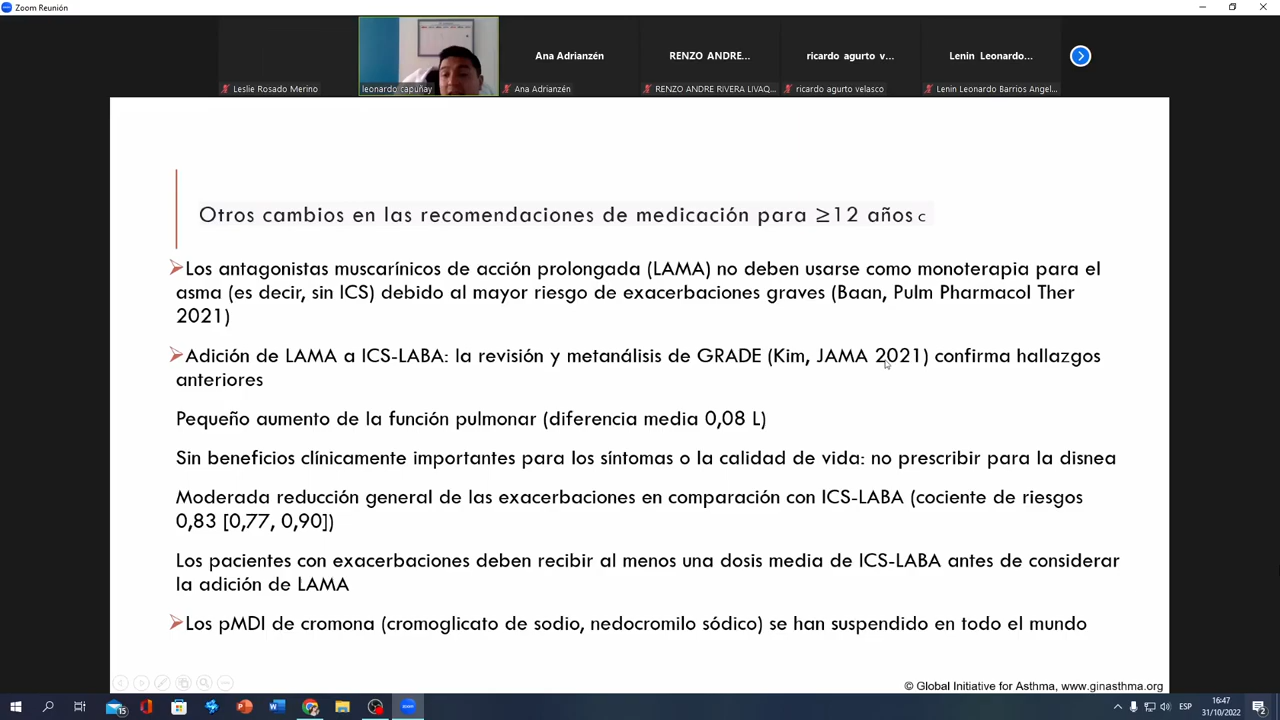 Zoom Reunión
Leslie Rosado Merino
leonardo capuñay
Ana Adrianzén
Ana Adrianzén
RENZO ANDRE...
RENZO ANDRE RIVERA LIVAQ...
ricardo agurto v...
ricardo agurto velasco
Lenin Leonardo...
Lenin Leonardo Barrios Angel...
Otros cambios en las recomendaciones de medicación para ≥12 años c
Los antagonistas muscarínicos de acción prolongada (LAMA) no deben usarse como monoterapia para el
asma (es decir, sin ICS) debido al mayor riesgo de exacerbaciones graves (Baan, Pulm Pharmacol Ther
2021)
Adición de LAMA a ICS-LABA: la revisión y metanálisis de GRADE (Kim, JAMA 2021) confirma hallazgos
anteriores
Pequeño aumento de la función pulmonar (diferencia media 0,08 L)
Sin beneficios clínicamente importantes para los síntomas o la calidad de vida: no prescribir para la disnea
Moderada reducción general de las exacerbaciones en comparación con ICS-LABA (cociente de riesgos
0,83 [0,77, 0,90])
Los pacientes con exacerbaciones deben recibir al menos una dosis media de ICS-LABA antes de considerar
la adición de LAMA
Los pMDI de cromona (cromoglicato de sodio, nedocromilo sódico) se han suspendido en todo el mundo
© Global Initiative for Asthma, www.ginasthma.org
15
zoom
ESP
16:47
31/10/2022
2